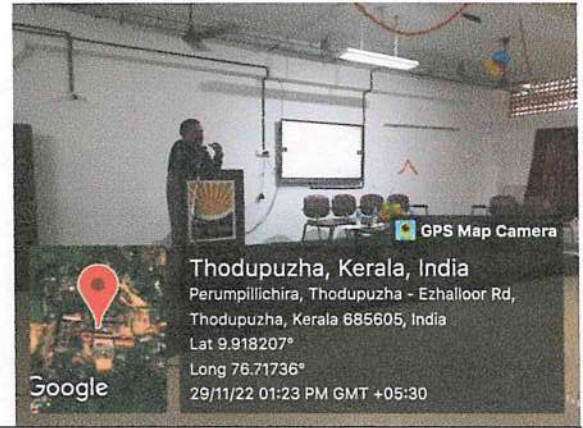 GPS Map Camera
Thodupuzha, Kerala, India
Perumpillichira, Thodupuzha - Ezhalloor Rd,
Thodupuzha, Kerala 685605, India
Lat 9.918207°
Long 76.71736°
29/11/22 01:23 PM GMT +05:30
Google